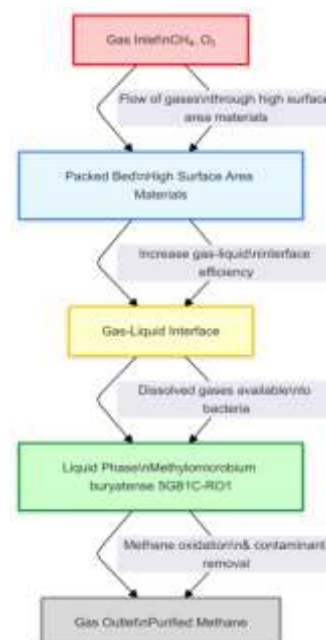 Gas Inlet\nCH₄, O₂
Flow of gases\nthrough high surface
area materials
Packed Bed\nHigh Surface Area
Materials
Increase gas-liquid\ninterface
efficiency
Gas-Liquid Interface
Dissolved gases available\nto
bacteria
Liquid Phase\nMethylomicrobium
buryatense 5GB1C-RO1
Methane oxidation\n& contaminant
removal
Gas Outlet\nPurified Methane